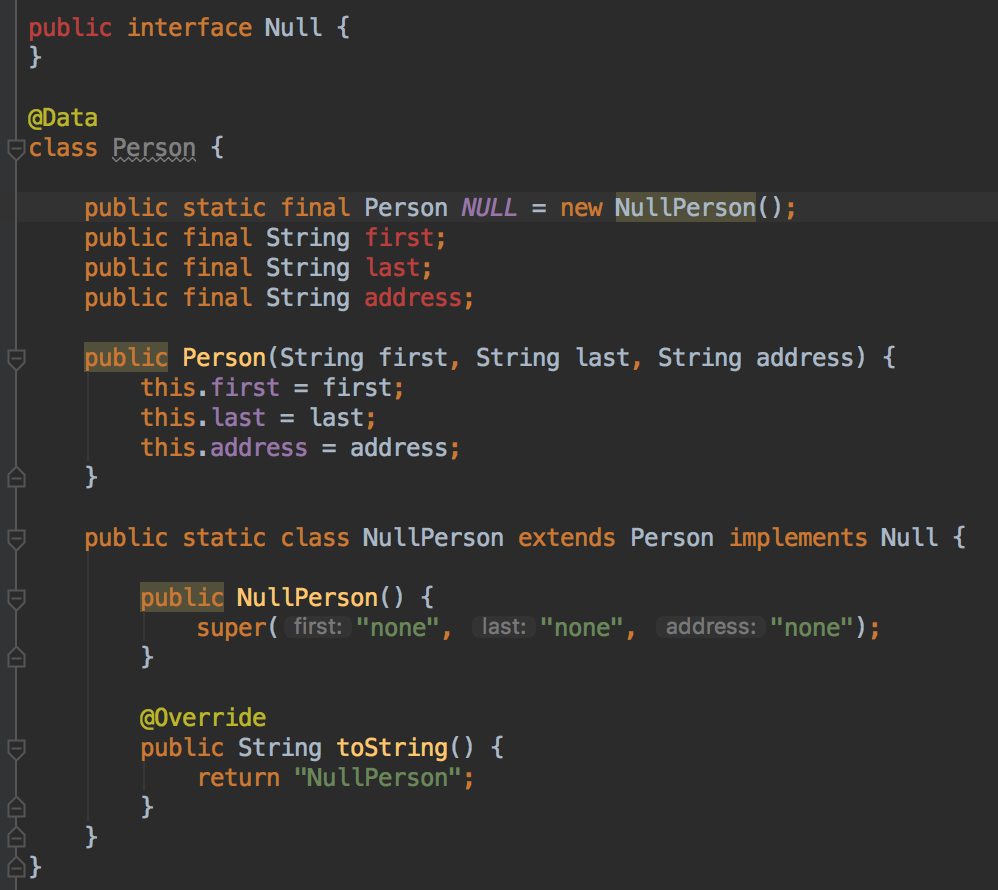 public interface Null {
}
@Data
class Person {
public static final Person NULL = new NullPerson();
public final String first;
public final String last;
public final String address;
public Person(String first, String last, String address) {
this.first = first;
this.last = last;
this.address = address;
}
public static class NullPerson extends Person implements Null {
public NullPerson() {
super( first: "none", last: "none", address: "none");
}
@Override
public String toString() {
return "NullPerson";
}
}
}